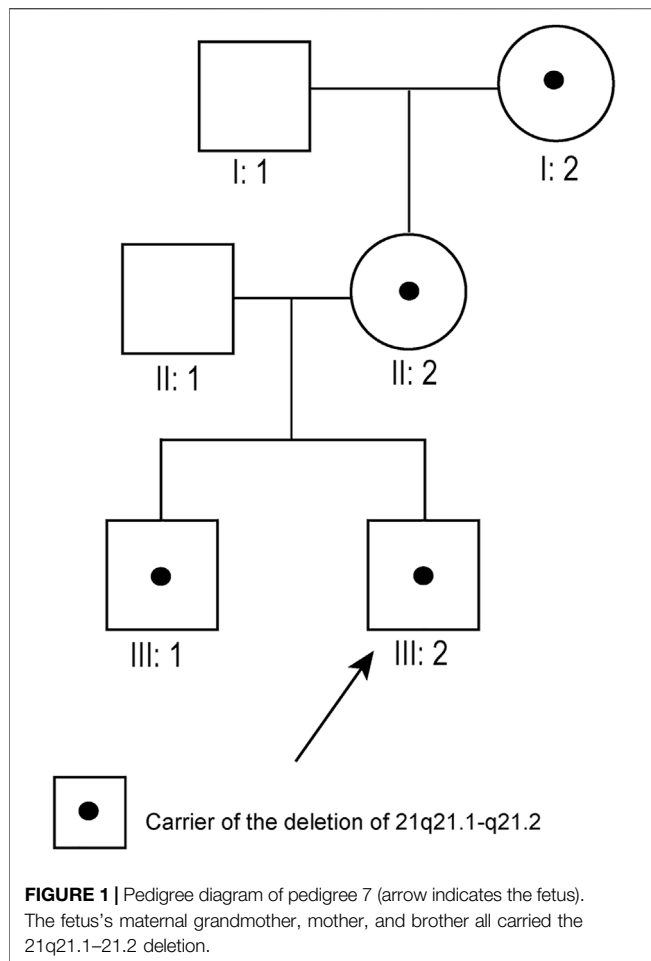 I: 1
I: 2
II: 1
II: 2
III: 1
III: 2
Carrier of the deletion of 21q21.1-q21.2
FIGURE 1 | Pedigree diagram of pedigree 7 (arrow indicates the fetus).
The fetus's maternal grandmother, mother, and brother all carried the
21q21.1–21.2 deletion.